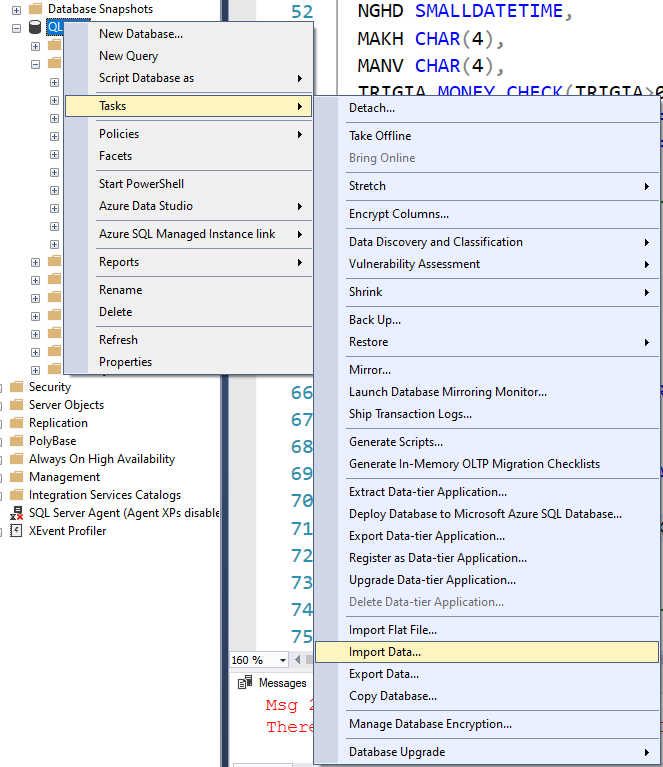 Database Snapshots
QL
New Database...
New Query
Script Database as
Tasks
Policies
Facets
Start PowerShell
Azure Data Studio
Azure SQL Managed Instance link
Reports
Rename
Delete
Refresh
Properties
Security
Server Objects
Replication
PolyBase
Always On High Availability
Management
Integration Services Catalogs
SQL Server Agent (Agent XPs disable
XEvent Profiler
52
NGHD SMALLDATETIME,
MAKH CHAR(4),
MANV CHAR(4),
TRIGIA MONEY CHECK(TRIGIA>0
Detach...
Take Offline
Bring Online
Stretch
Encrypt Columns...
Data Discovery and Classification
Vulnerability Assessment
Shrink
Back Up...
Restore
Mirror...
Launch Database Mirroring Monitor...
Ship Transaction Logs...
Generate Scripts...
Generate In-Memory OLTP Migration Checklists
Extract Data-tier Application...
Deploy Database to Microsoft Azure SQL Database...
Export Data-tier Application...
Register as Data-tier Application...
Upgrade Data-tier Application...
Delete Data-tier Application...
Import Flat File...
Import Data...
Export Data...
Copy Database...
Manage Database Encryption...
Database Upgrade
66
67
68
69
70
71
72
73
74
75
160 %
Messages
Msg 2
There